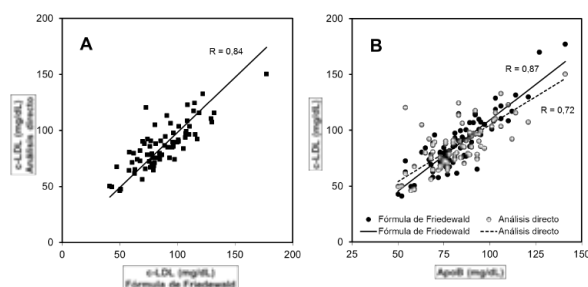 A
R = 0,84
200
150
100
50
0
0
50
100
150
200
c-LDL (mg/dL)
Análisis directo
c-LDL (mg/dL)
Fórmula de Friedewald
B
R = 0,87
R = 0,72
200
150
100
50
0
25
50
75
100
125
150
c-LDL (mg/dL)
Fórmula de Friedewald
Análisis directo
Fórmula de Friedewald
Análisis directo
ApoB (mg/dL)